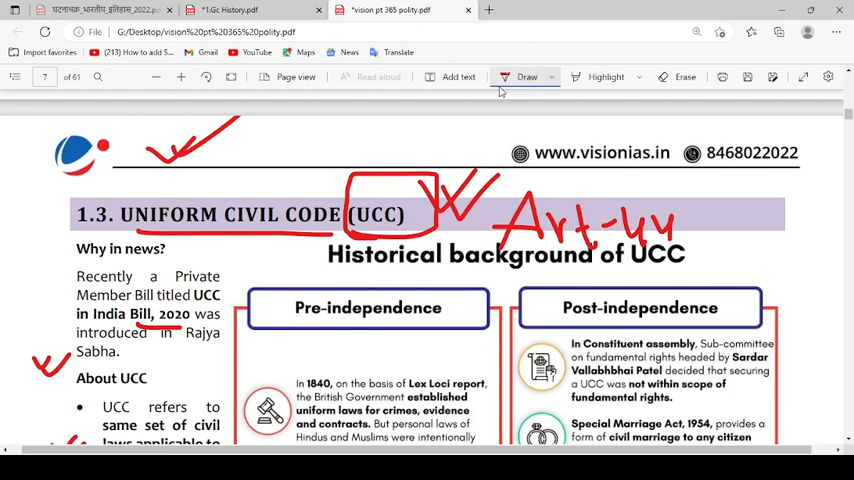 घटनाचक्र_भारतीय_इतिहास_2022.pd
*1.Gc History.pdf
*vision pt 365 polity.pdf
File
G:/Desktop/vision%20pt%20365%20polity.pdf
Import favorites
(213) How to add S...
Gmail
YouTube
Maps
News
Translate
7 of 61
Page view
Read aloud
Add text
Draw
Highlight
Erase
www.visionias.in 8468022022
1.3. UNIFORM CIVIL CODE (UCC)
Art-44
Why in news?
Recently a Private
Member Bill titled UCC
in India Bill, 2020 was
introduced in Rajya
Sabha.
About UCC
• UCC refers to
same set of civil
laws applicable to
Historical background of UCC
Pre-independence
In 1840, on the basis of Lex Loci report,
the British Government established
uniform laws for crimes, evidence
and contracts. But personal laws of
Hindus and Muslims were intentionally
Post-independence
In Constituent assembly, Sub-committee
on fundamental rights headed by Sardar
Vallabhbhai Patel decided that securing
a UCC was not within scope of
fundamental rights.
Special Marriage Act, 1954, provides a
form of civil marriage to any citizen